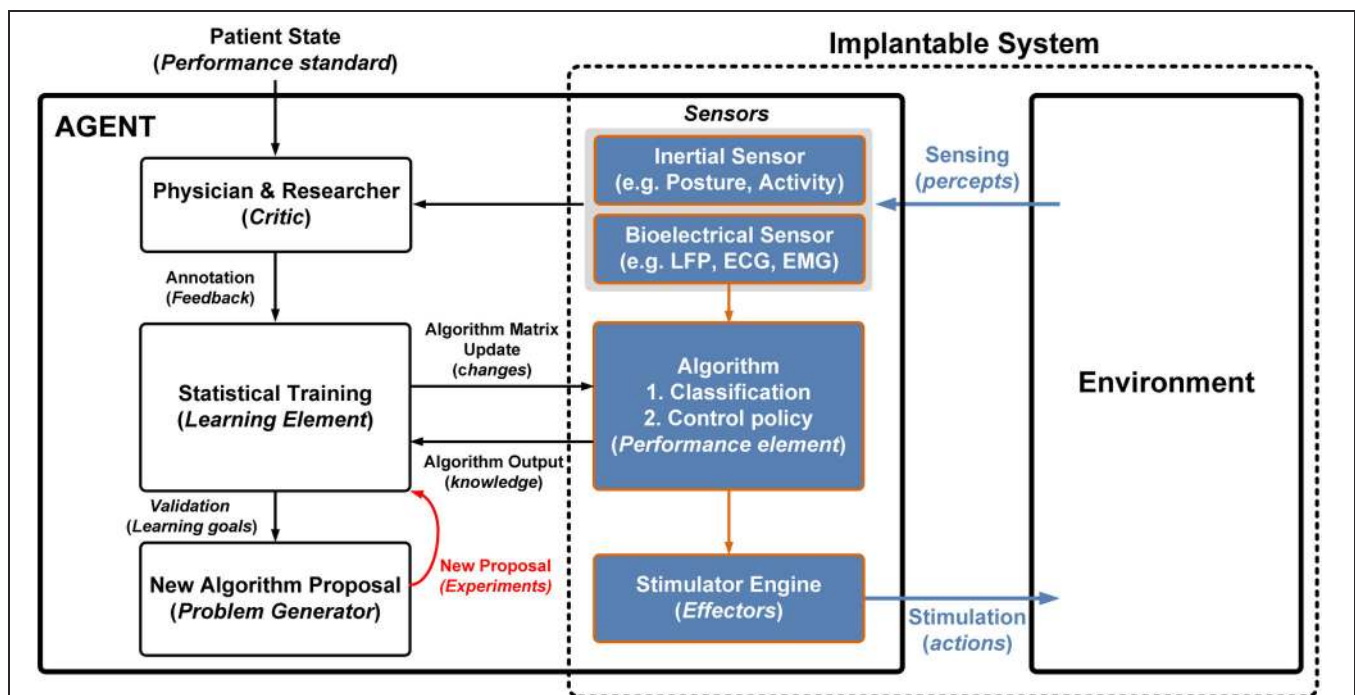 Patient State
(Performance standard)
Implantable System
AGENT
Sensors
Physician & Researcher
(Critic)
Inertial Sensor
(e.g. Posture, Activity)
Bioelectrical Sensor
(e.g. LFP, ECG, EMG)
Sensing
(percepts)
Annotation
(Feedback)
Statistical Training
(Learning Element)
Algorithm Matrix
Update
(changes)
Algorithm Output
(knowledge)
Algorithm
1. Classification
2. Control policy
(Performance element)
Environment
Validation
(Learning goals)
New Algorithm Proposal
(Problem Generator)
New Proposal
(Experiments)
Stimulator Engine
(Effectors)
Stimulation
(actions)